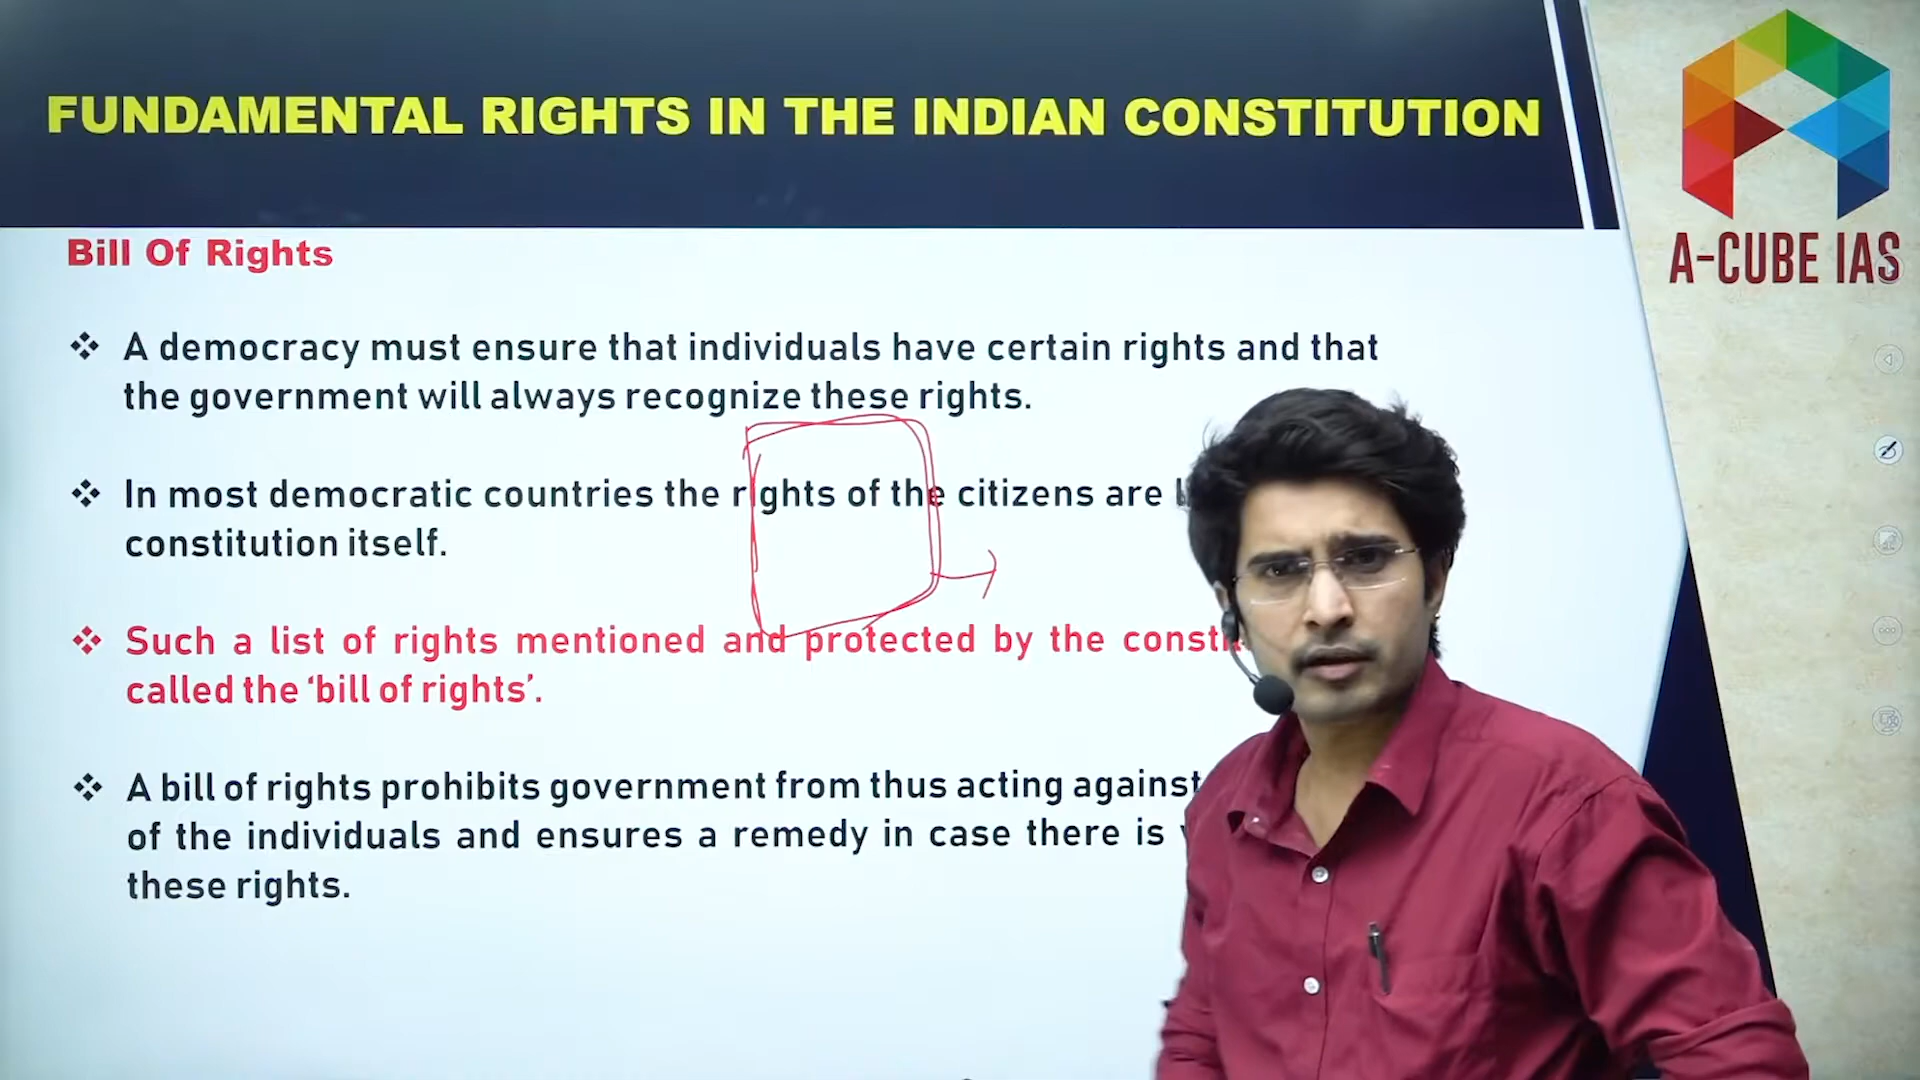 FUNDAMENTAL RIGHTS IN THE INDIAN CONSTITUTION
A-CUBE IAS
Bill Of Rights
A democracy must ensure that individuals have certain rights and that
the government will always recognize these rights.
In most democratic countries the rights of the citizens are
constitution itself.
Such a list of rights mentioned and protected by the
called the ‘bill of rights’.
A bill of rights prohibits government from thus acting against
of the individuals and ensures a remedy in case there is
these rights.